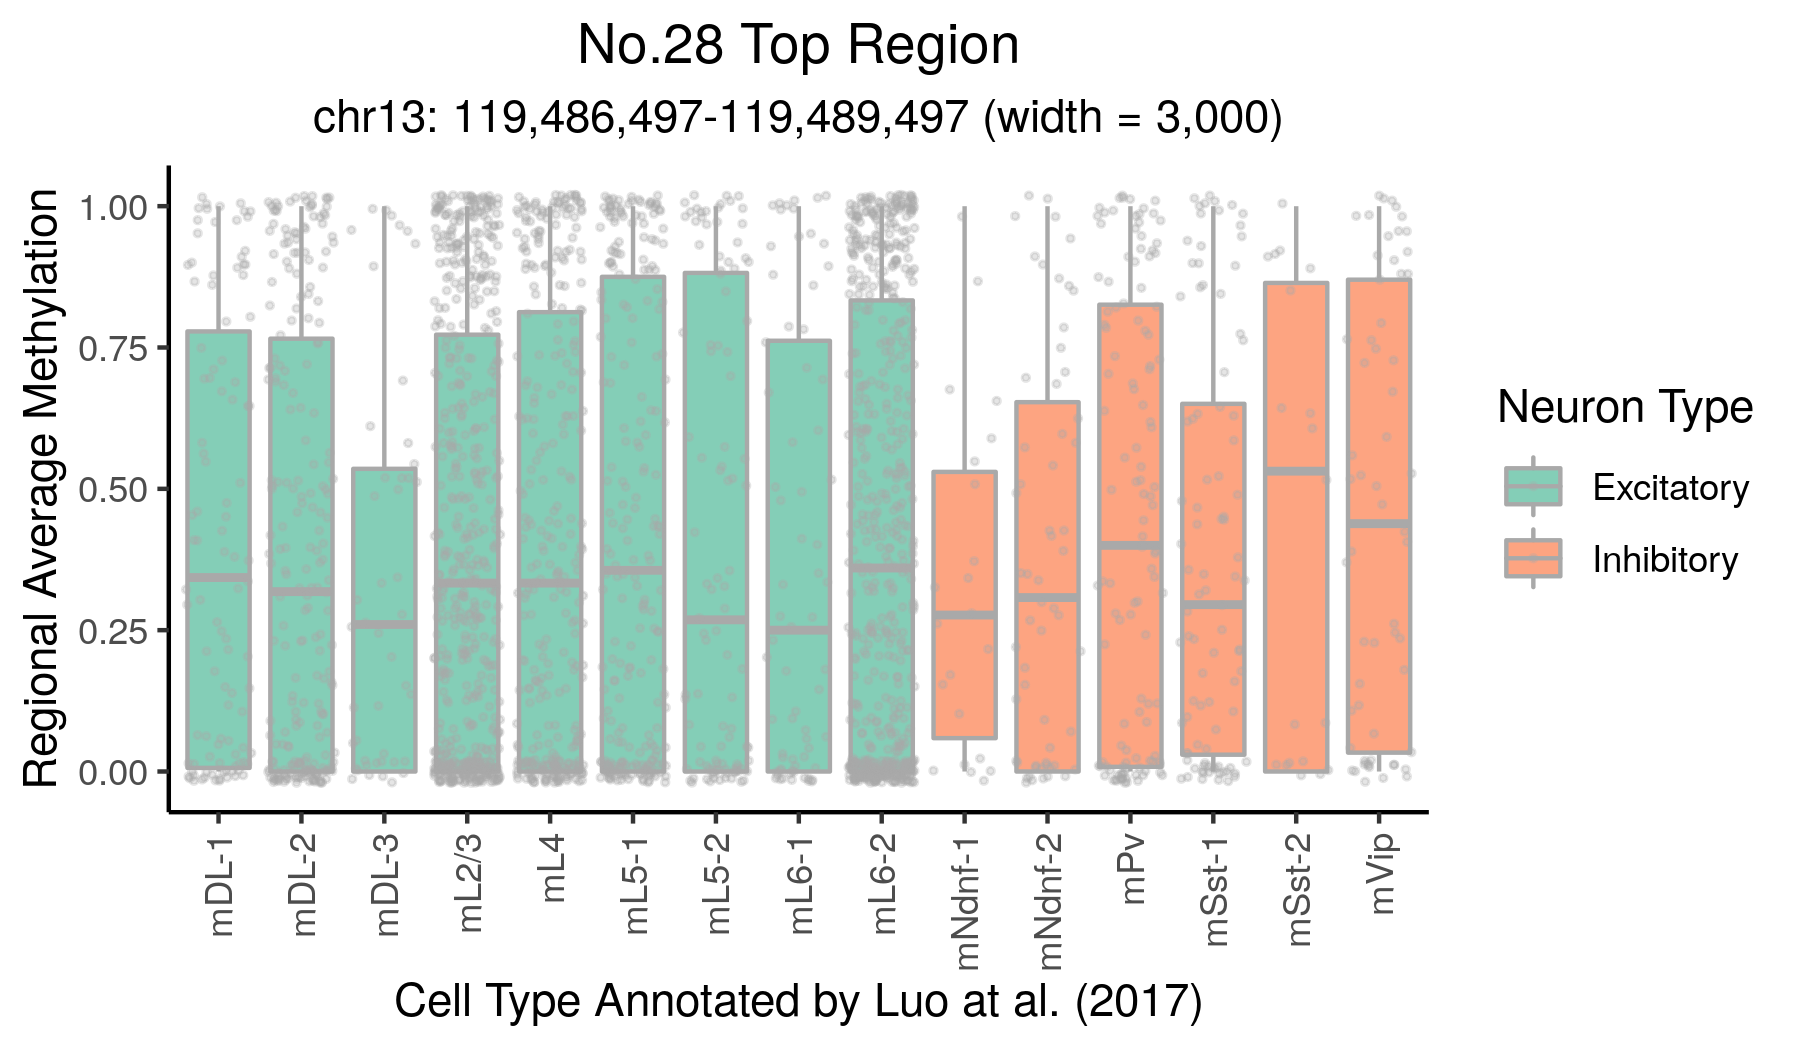 No.28 Top Region
chr13: 119,486,497-119,489,497 (width = 3,000)
Regional Average Methylation
1.00
0.75
0.50
0.25
0.00
mDL-1
mDL-2
mDL-3
mL2/3
mL4
mL5-1
mL5-2
mL6-1
mL6-2
mNdnf-1
mNdnf-2
mPv
mSst-1
mSst-2
mVip
Cell Type Annotated by Luo at al. (2017)
Neuron Type
Excitatory
Inhibitory